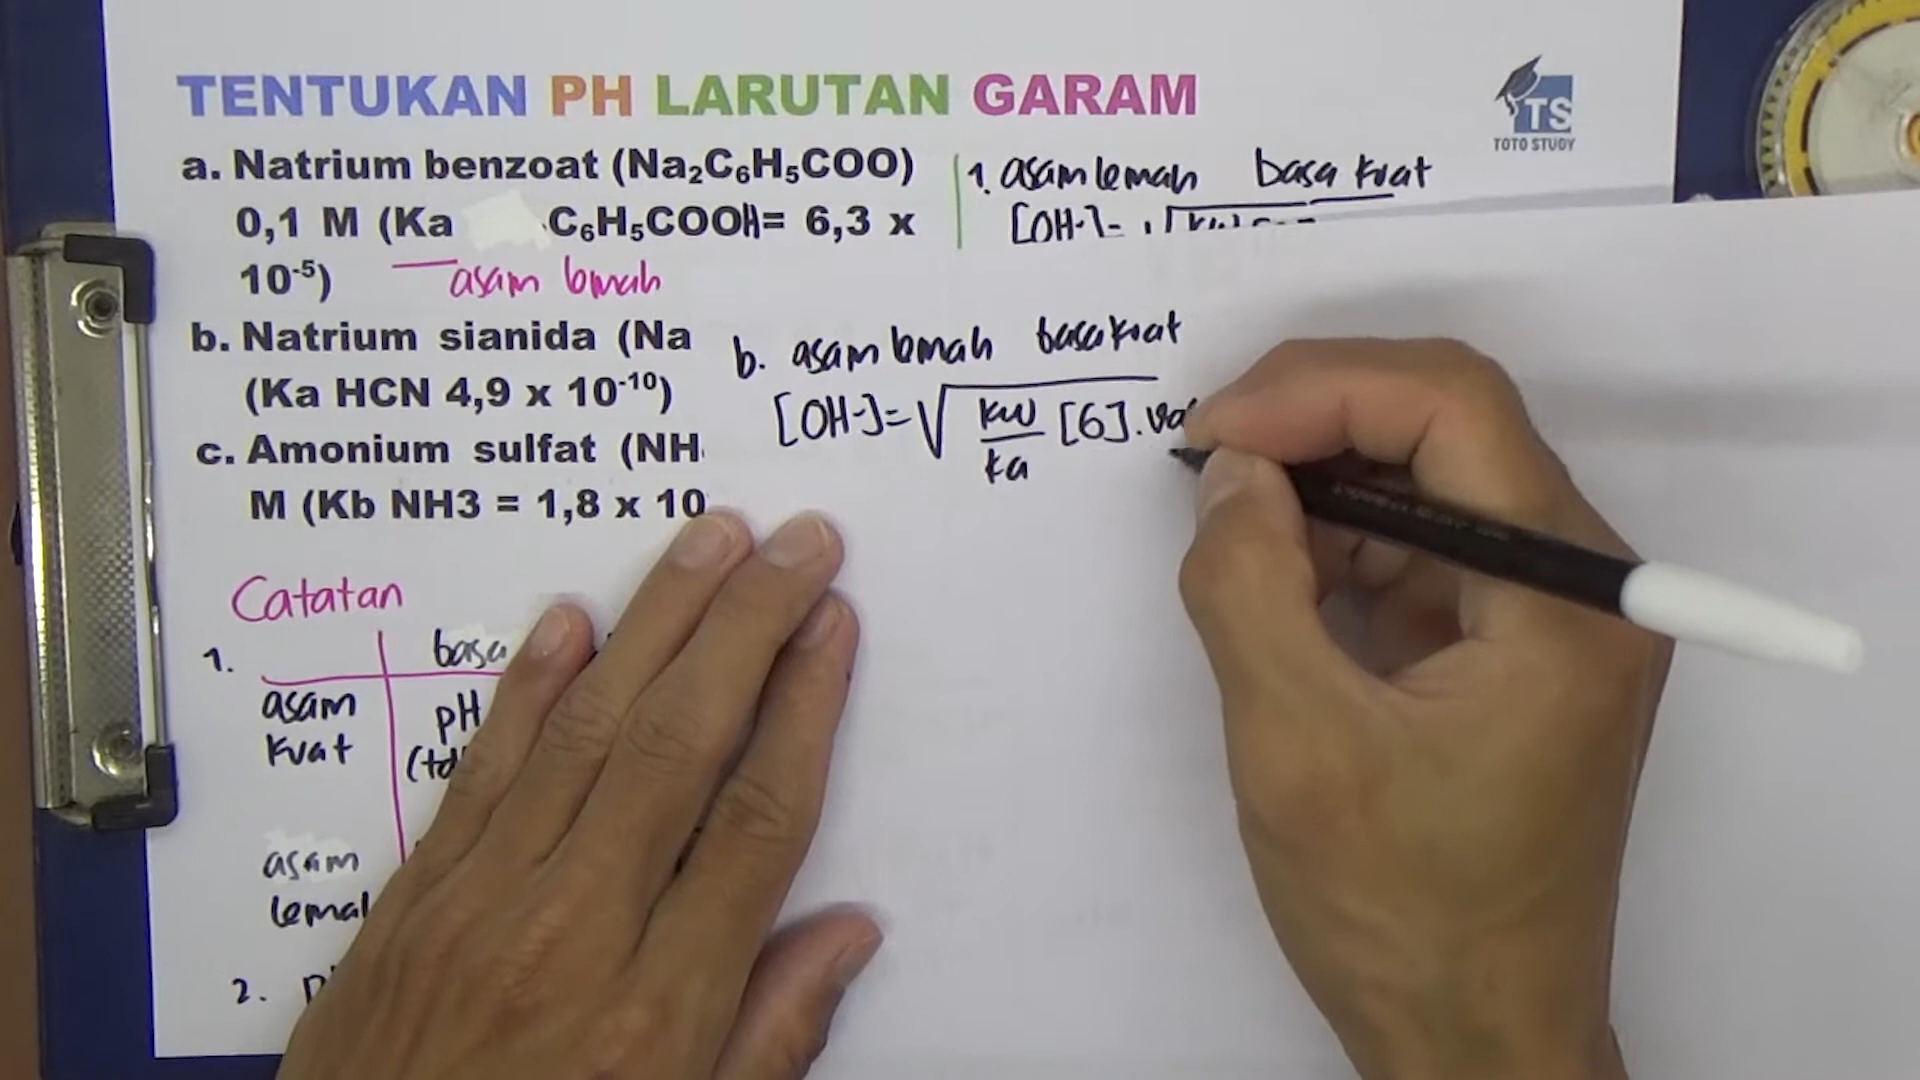 TENTUKAN PH LARUTAN GARAM
TS
TOTO STUDY
a. Natrium benzoat (Na₂C₆H₅COO)
0,1 M (Ka C₆H₅COOH= 6,3 x
10⁻⁵)
asam lemah
b. Natrium sianida (Na
(Ka HCN 4,9 x 10⁻¹⁰)
c. Amonium sulfat (NH
M (Kb NH3 = 1,8 x 10
1. asam lemah basa kuat
[OH-]= √
b. asam lemah basa kuat
[OH-]= √ kw/ka [G].
Catatan
1. basa
asam kuat
pH
asam
2.